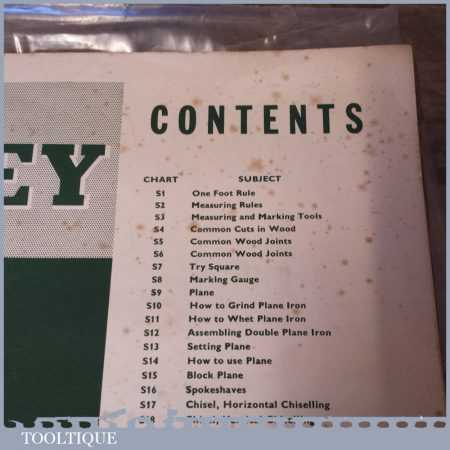 EY
CONTENTS
CHART SUBJECT
S1 One Foot Rule
S2 Measuring Rules
S3 Measuring and Marking Tools
S4 Common Cuts in Wood
S5 Common Wood Joints
S6 Common Wood Joints
S7 Try Square
S8 Marking Gauge
S9 Plane
S10 How to Grind Plane Iron
S11 How to Whet Plane Iron
S12 Assembling Double Plane Iron
S13 Setting Plane
S14 How to use Plane
S15 Block Plane
S16 Spokeshaves
S17 Chisel, Horizontal Chiselling
TOOLTIQUE